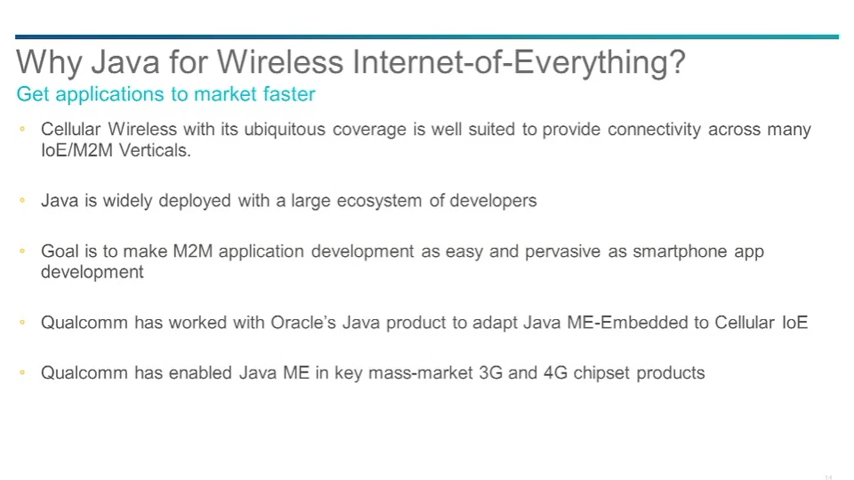 Why Java for Wireless Internet-of-Everything?
Get applications to market faster
Cellular Wireless with its ubiquitous coverage is well suited to provide connectivity across many
IoE/M2M Verticals.
Java is widely deployed with a large ecosystem of developers
Goal is to make M2M application development as easy and pervasive as smartphone app
development
Qualcomm has worked with Oracle's Java product to adapt Java ME-Embedded to Cellular IoE
Qualcomm has enabled Java ME in key mass-market 3G and 4G chipset products